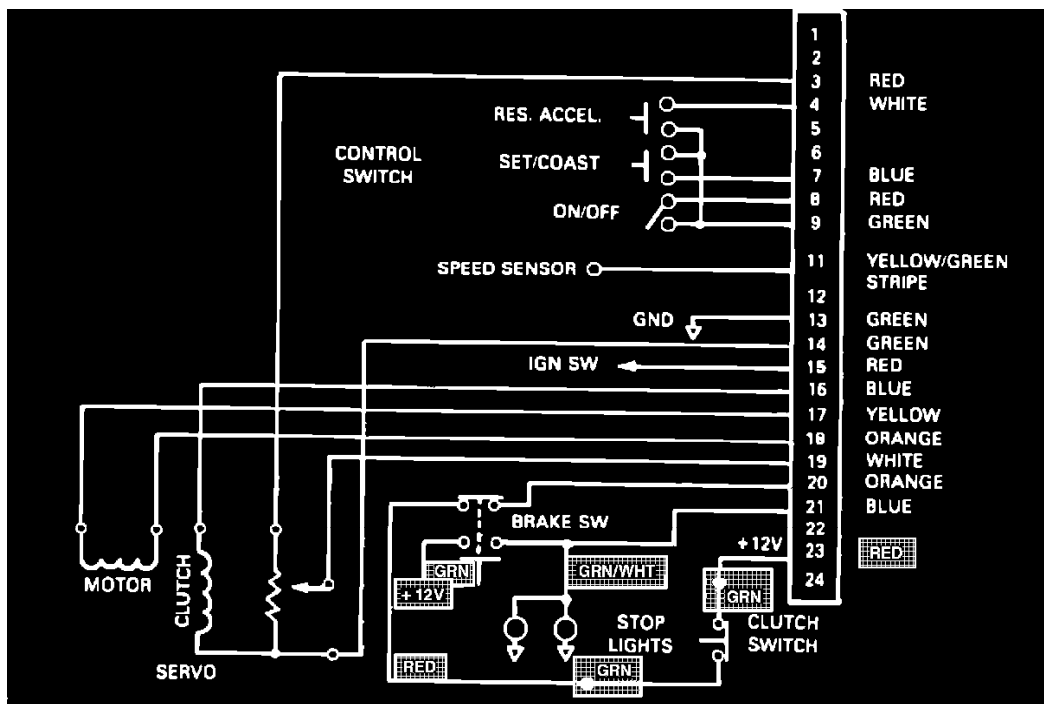 1
2
3 RED
4 WHITE
RES. ACCEL.
5
6
CONTROL
SWITCH
SET/COAST
7 BLUE
8 RED
ON/OFF
9 GREEN
SPEED SENSOR
11 YELLOW/GREEN
STRIPE
12
GND
13 GREEN
14 GREEN
IGN SW
15 RED
16 BLUE
17 YELLOW
18 ORANGE
19 WHITE
20 ORANGE
21 BLUE
BRAKE SW
22
+12V
23 RED
24
MOTOR
CLUTCH
SERVO
GRN
+12V
GRN/WHT
GRN
STOP
LIGHTS
CLUTCH
SWITCH
RED
GRN